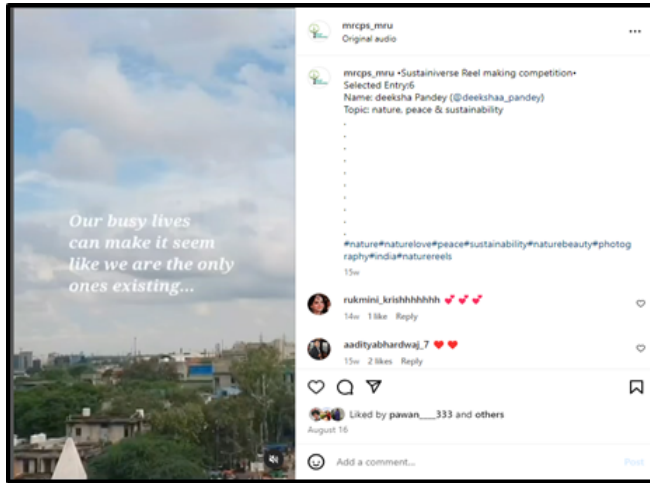 Our busy lives
can make it seem
like we are the only
ones existing...
mrcps_mru
Original audio
mrcps_mru •Sustainiverse Reel making competition•
Selected Entry:6
Name: deeksha Pandey (@deekshaa_pandey)
Topic: nature, peace & sustainability
.
.
.
.
.
.
.
.
.
.
#nature#naturelove#peace#sustainability#naturebeauty#photog
raphy#india#naturereels
15w
rukmini_krishhhhhhh 💕 💕 💕
14w 1 like Reply
aadityabhardwaj_7 ❤️ ❤️
15w 2 likes Reply
Liked by pawan___333 and others
August 16
Add a comment...
Post